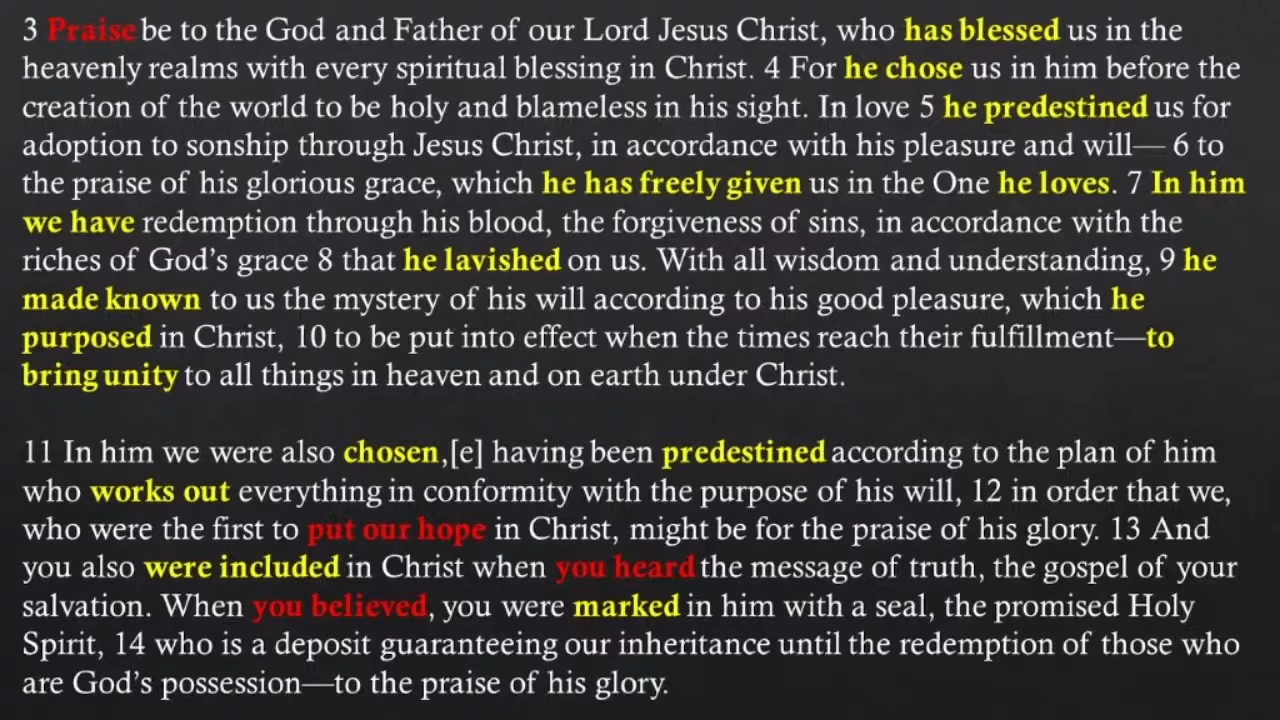 3 Praise be to the God and Father of our Lord Jesus Christ, who has blessed us in the
heavenly realms with every spiritual blessing in Christ. 4 For he chose us in him before the
creation of the world to be holy and blameless in his sight. In love 5 he predestined us for
adoption to sonship through Jesus Christ, in accordance with his pleasure and will— 6 to
the praise of his glorious grace, which he has freely given us in the One he loves. 7 In him
we have redemption through his blood, the forgiveness of sins, in accordance with the
riches of God’s grace 8 that he lavished on us. With all wisdom and understanding, 9 he
made known to us the mystery of his will according to his good pleasure, which he
purposed in Christ, 10 to be put into effect when the times reach their fulfillment—to
bring unity to all things in heaven and on earth under Christ.
11 In him we were also chosen,[e] having been predestined according to the plan of him
who works out everything in conformity with the purpose of his will, 12 in order that we,
who were the first to put our hope in Christ, might be for the praise of his glory. 13 And
you also were included in Christ when you heard the message of truth, the gospel of your
salvation. When you believed, you were marked in him with a seal, the promised Holy
Spirit, 14 who is a deposit guaranteeing our inheritance until the redemption of those who
are God’s possession—to the praise of his glory.